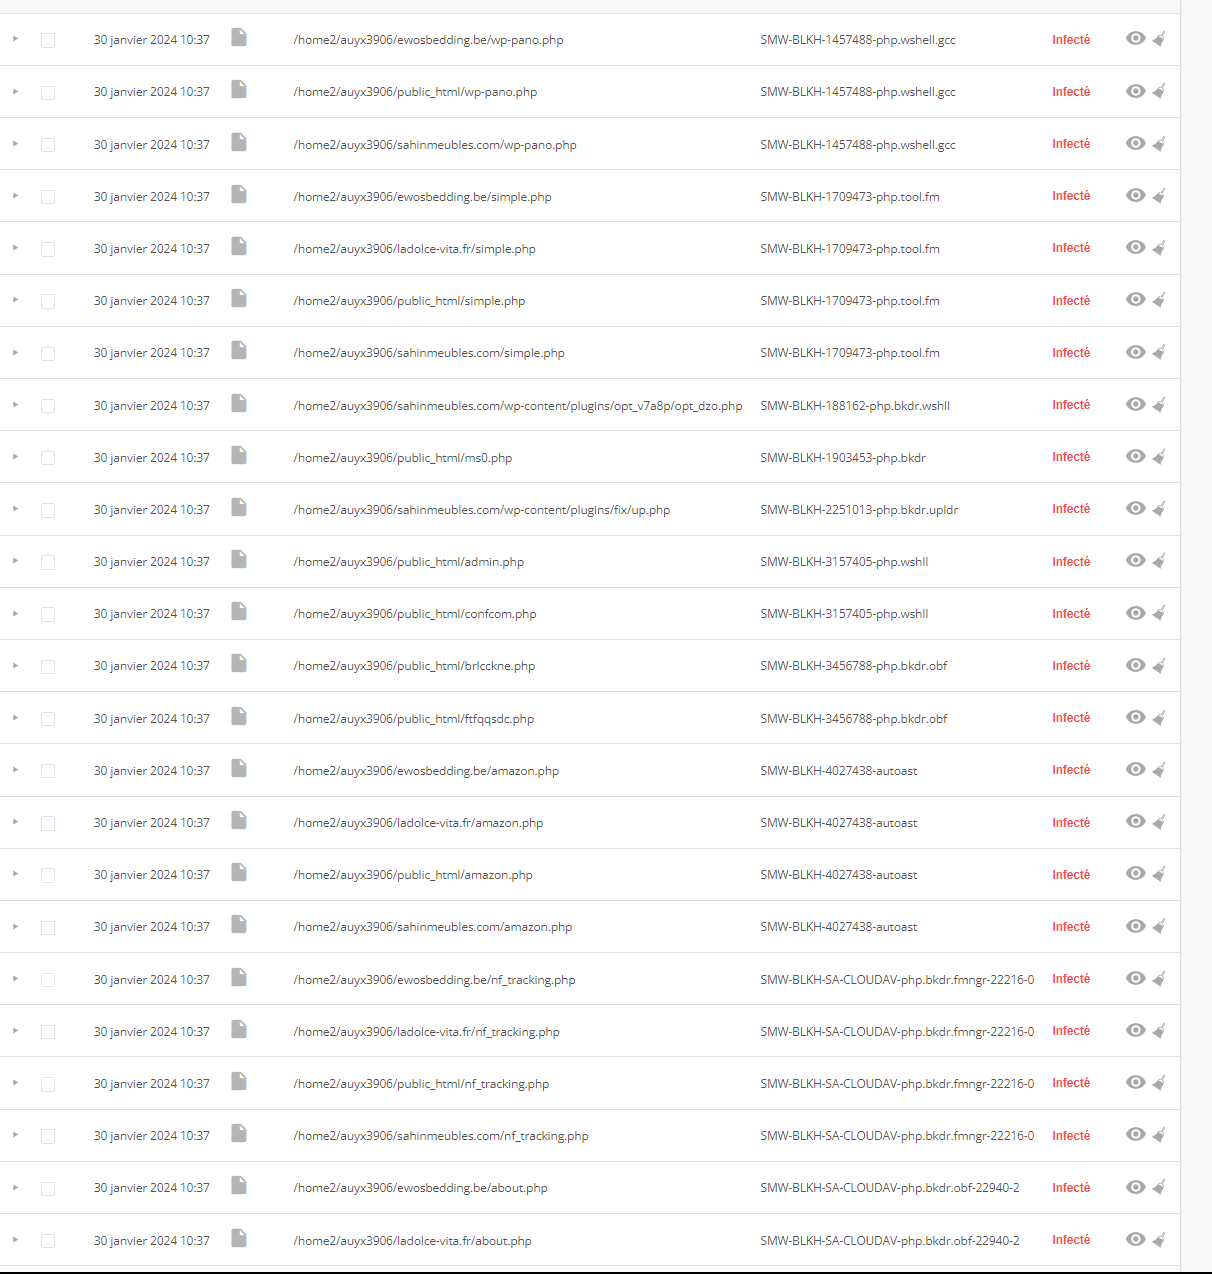 30 janvier 2024 10:37 /home2/auyx3906/ewosbedding.be/wp-pano.php SMW-BLKH-1457488-php.wshell.gcc Infecté
30 janvier 2024 10:37 /home2/auyx3906/public_html/wp-pano.php SMW-BLKH-1457488-php.wshell.gcc Infecté
30 janvier 2024 10:37 /home2/auyx3906/sahinmeubles.com/wp-pano.php SMW-BLKH-1457488-php.wshell.gcc Infecté
30 janvier 2024 10:37 /home2/auyx3906/ewosbedding.be/simple.php SMW-BLKH-1709473-php.tool.fm Infecté
30 janvier 2024 10:37 /home2/auyx3906/ladolce-vita.fr/simple.php SMW-BLKH-1709473-php.tool.fm Infecté
30 janvier 2024 10:37 /home2/auyx3906/public_html/simple.php SMW-BLKH-1709473-php.tool.fm Infecté
30 janvier 2024 10:37 /home2/auyx3906/sahinmeubles.com/simple.php SMW-BLKH-1709473-php.tool.fm Infecté
30 janvier 2024 10:37 /home2/auyx3906/sahinmeubles.com/wp-content/plugins/opt_v7a8p/opt_dzo.php SMW-BLKH-188162-php.bkdr.wshll Infecté
30 janvier 2024 10:37 /home2/auyx3906/public_html/ms0.php SMW-BLKH-1903453-php.bkdr Infecté
30 janvier 2024 10:37 /home2/auyx3906/sahinmeubles.com/wp-content/plugins/fix/up.php SMW-BLKH-2251013-php.bkdr.upldr Infecté
30 janvier 2024 10:37 /home2/auyx3906/public_html/admin.php SMW-BLKH-3157405-php.wshll Infecté
30 janvier 2024 10:37 /home2/auyx3906/public_html/confcom.php SMW-BLKH-3157405-php.wshll Infecté
30 janvier 2024 10:37 /home2/auyx3906/public_html/brlcckne.php SMW-BLKH-3456788-php.bkdr.obf Infecté
30 janvier 2024 10:37 /home2/auyx3906/public_html/ftfqqsdc.php SMW-BLKH-3456788-php.bkdr.obf Infecté
30 janvier 2024 10:37 /home2/auyx3906/ewosbedding.be/amazon.php SMW-BLKH-4027438-autoast Infecté
30 janvier 2024 10:37 /home2/auyx3906/ladolce-vita.fr/amazon.php SMW-BLKH-4027438-autoast Infecté
30 janvier 2024 10:37 /home2/auyx3906/public_html/amazon.php SMW-BLKH-4027438-autoast Infecté
30 janvier 2024 10:37 /home2/auyx3906/sahinmeubles.com/amazon.php SMW-BLKH-4027438-autoast Infecté
30 janvier 2024 10:37 /home2/auyx3906/ewosbedding.be/nf_tracking.php SMW-BLKH-SA-CLOUDAV-php.bkdr.fmngr-22216-0 Infecté
30 janvier 2024 10:37 /home2/auyx3906/ladolce-vita.fr/nf_tracking.php SMW-BLKH-SA-CLOUDAV-php.bkdr.fmngr-22216-0 Infecté
30 janvier 2024 10:37 /home2/auyx3906/public_html/nf_tracking.php SMW-BLKH-SA-CLOUDAV-php.bkdr.fmngr-22216-0 Infecté
30 janvier 2024 10:37 /home2/auyx3906/sahinmeubles.com/nf_tracking.php SMW-BLKH-SA-CLOUDAV-php.bkdr.fmngr-22216-0 Infecté
30 janvier 2024 10:37 /home2/auyx3906/ewosbedding.be/about.php SMW-BLKH-SA-CLOUDAV-php.bkdr.obf-22940-2 Infecté
30 janvier 2024 10:37 /home2/auyx3906/ladolce-vita.fr/about.php SMW-BLKH-SA-CLOUDAV-php.bkdr.obf-22940-2 Infecté